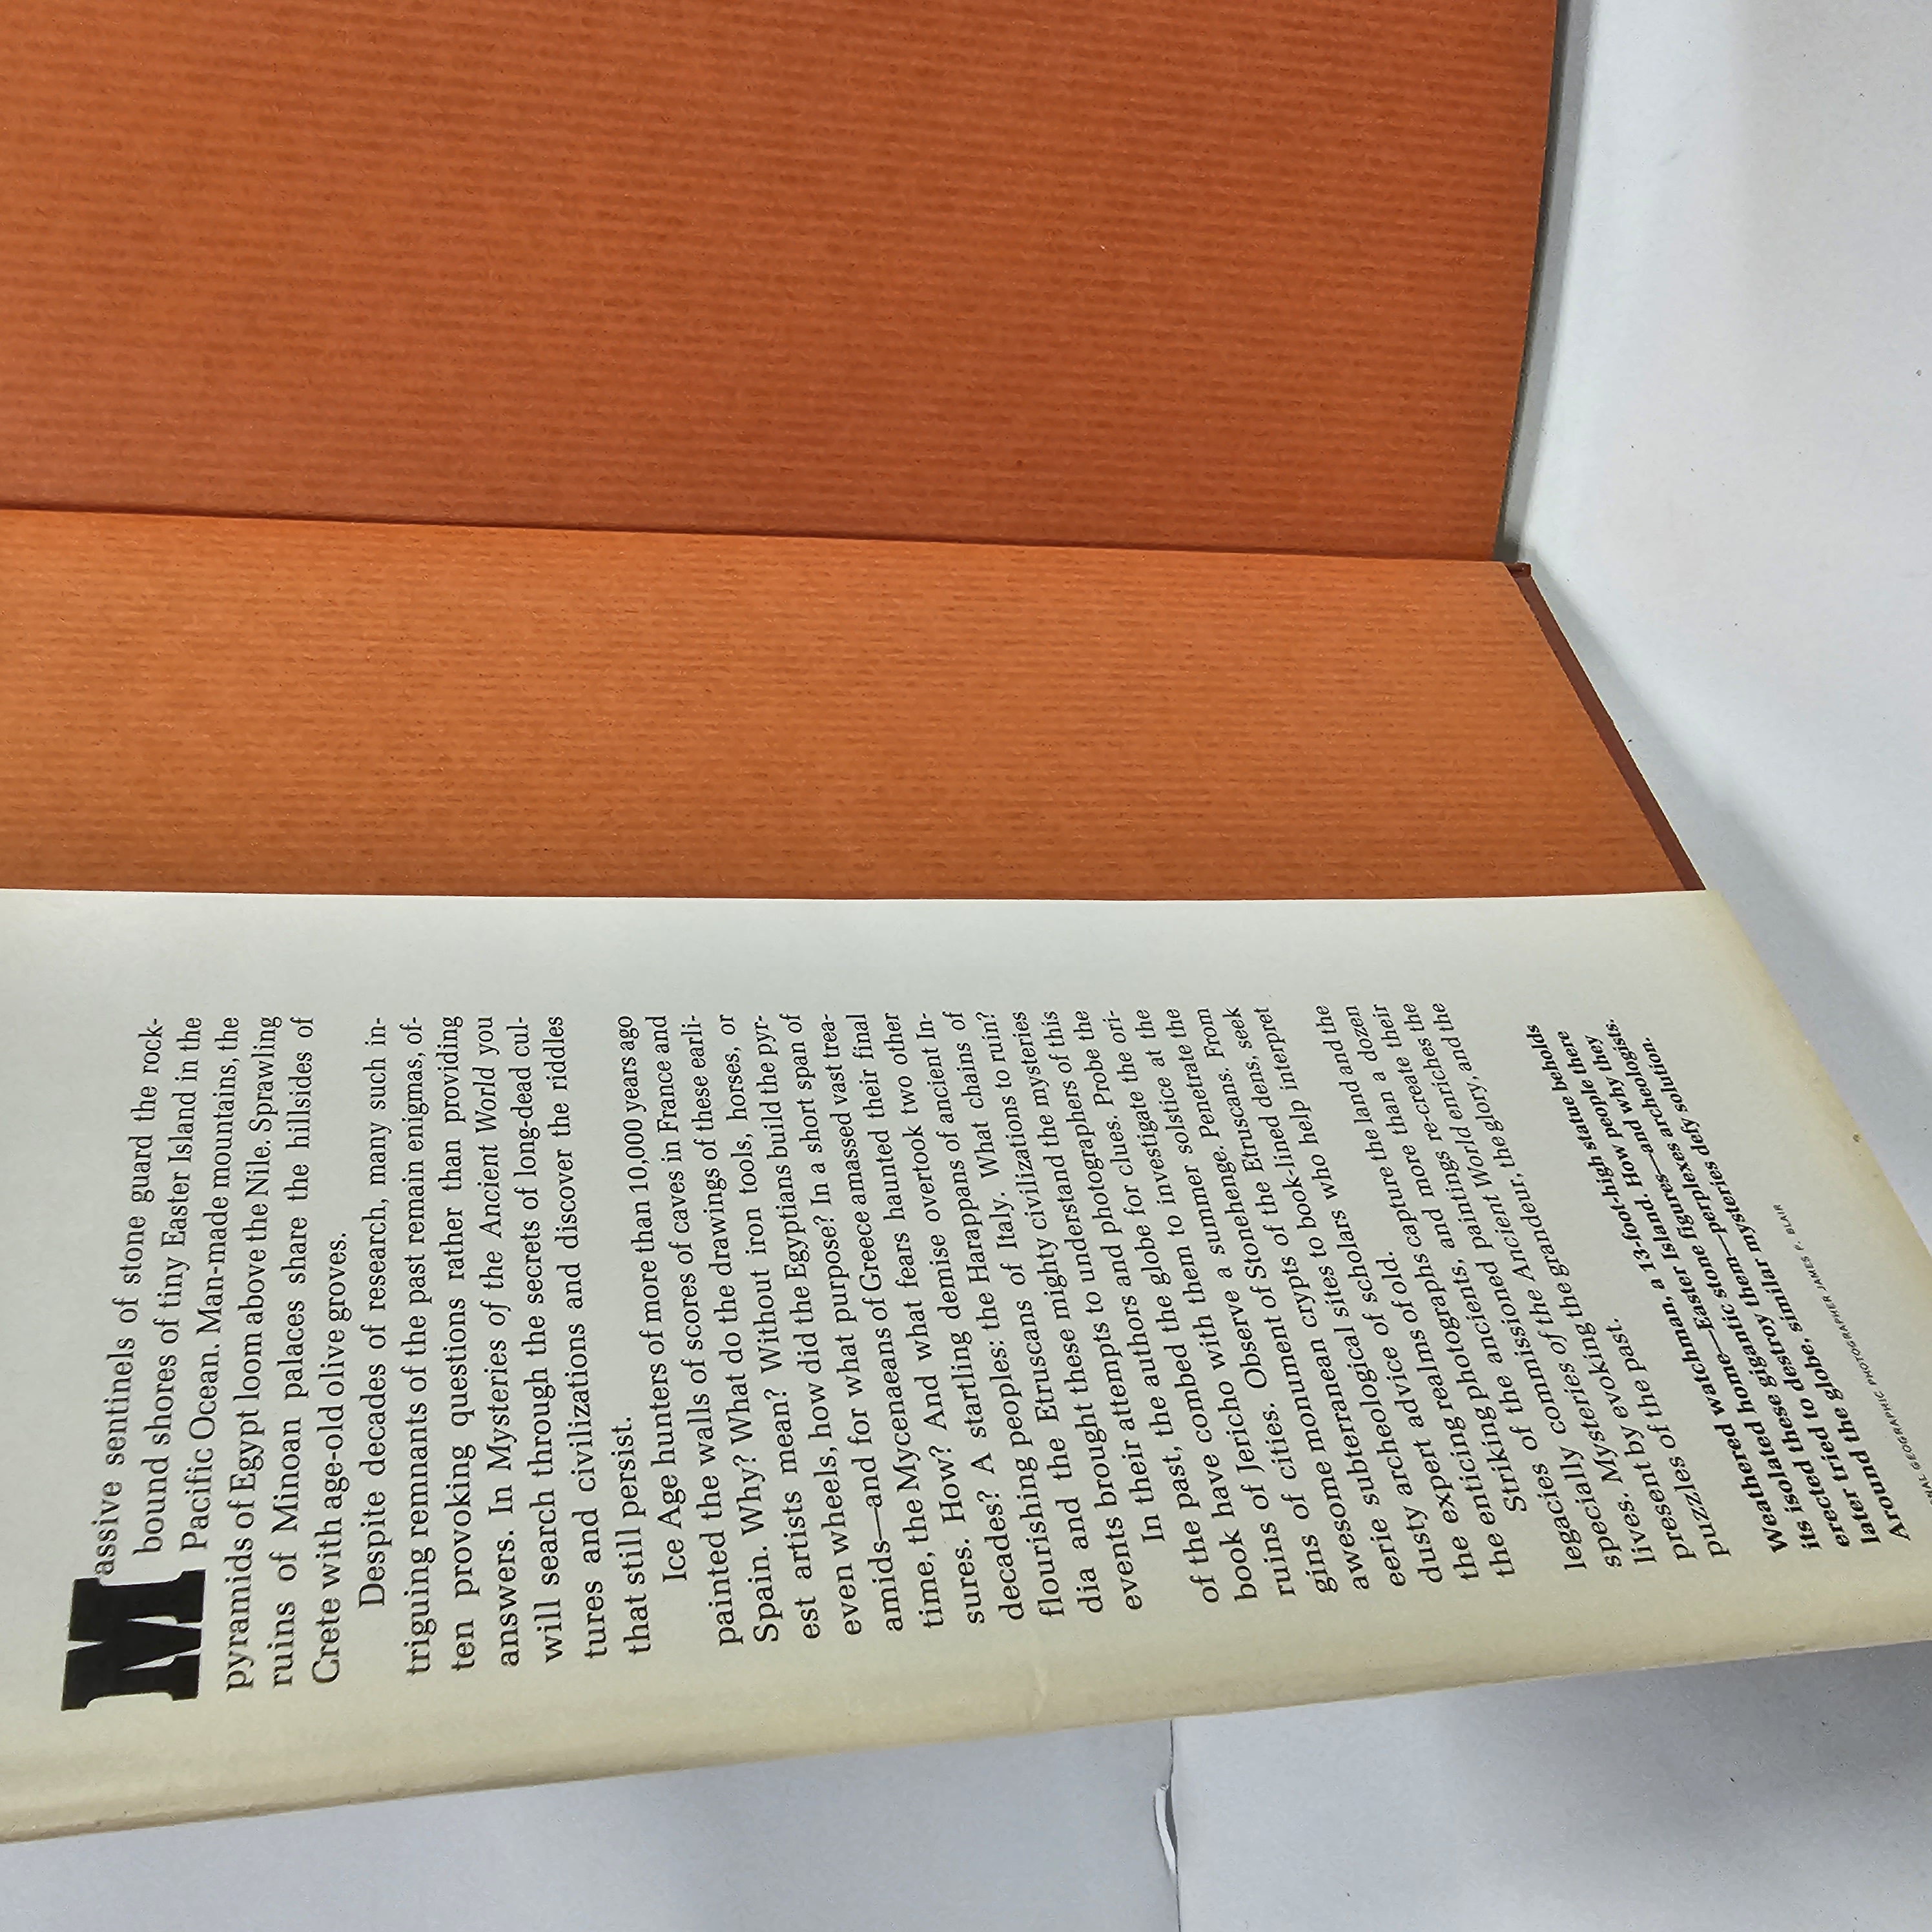 Massive sentinels of stone guard the rock-
bound shores of tiny Easter Island in the
Pacific Ocean. Man-made mountains, the
pyramids of Egypt loom above the Nile. Sprawling
ruins of Minoan palaces share the hillsides of
Crete with age-old olive groves.
Despite decades of research, many such in-
triguing remnants of the past remain enigmas, of-
ten provoking questions rather than providing
answers. In Mysteries of the Ancient World you
will search through the secrets of long-dead cul-
tures and civilizations and discover the riddles
that still persist.
Ice Age hunters of more than 10,000 years ago
painted the walls of scores of caves in France and
Spain. Why? What do the drawings of these earli-
est artists mean? Without iron tools, horses, or
even wheels, how did the Egyptians build the pyr-
amids—and for what purpose? In a short span of
time, the Mycenaeans of Greece amassed vast trea-
sures. How? And what fears haunted their final
decades? A startling demise overtook two other
flourishing peoples: the Harappans of ancient In-
dia and the Etruscans of Italy. What chains of
events brought these mighty civilizations to ruin?
In their attempts to understand the mysteries
of the past, the authors and photographers of this
book have combed the globe for clues. Probe the
ruins of Jericho with them to investigate the ori-
gins of cities. Observe a summer solstice at the
awesome monument of Stonehenge. Penetrate the
eerie subterranean crypts of the Etruscans. From
dusty archeological sites to book-lined dens, seek
the expert advice of scholars who help interpret
the enticing realms of old.
Striking photographs capture the land and the
legacies of the ancients, and more than a dozen
specially commissioned paintings re-create their
lives. Mysteries of the Ancient World enriches the
present by evoking the grandeur, the glory, and the
puzzles of the past.
Weathered watchman, a 13-foot-high statue beholds
its isolated home—Easter Island. How people there
erected these gigantic stone figures—and why they
later tried to destroy them—perplexes archeologists.
Around the globe, similar mysteries defy solution.
GEOGRAPHIC PHOTOGRAPHER JAMES P. BLAIR